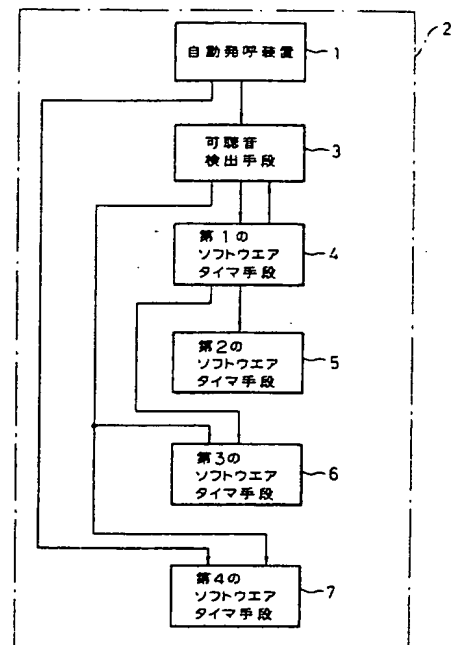 自動発呼装置
1
2
可聴音
検出手段
3
第1の
ソフトウエア
タイマ手段
4
第2の
ソフトウエア
タイマ手段
5
第3の
ソフトウエア
タイマ手段
6
第4の
ソフトウエア
タイマ手段
7